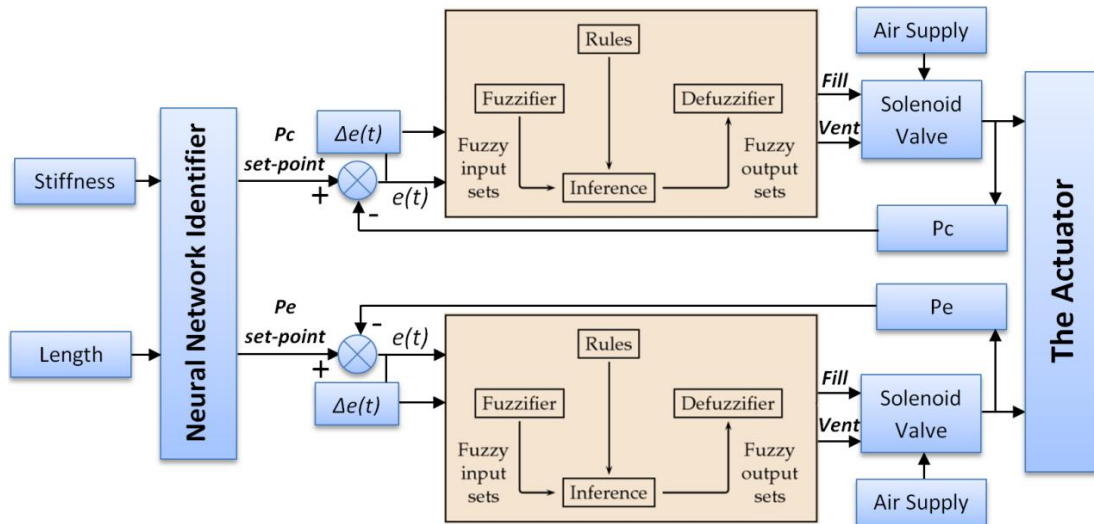 Air Supply
Rules
Fuzzifier
Defuzzifier
Fuzzy
input
sets
Inference
Fuzzy
output
sets
Fill
Vent
Solenoid
Valve
Stiffness
Neural Network Identifier
Pc
set-point
Δe(t)
+
-
e(t)
Pc
The Actuator
Length
Pe
set-point
-
+
e(t)
Δe(t)
Pe
Rules
Fuzzifier
Defuzzifier
Fuzzy
input
sets
Inference
Fuzzy
output
sets
Fill
Vent
Solenoid
Valve
Air Supply